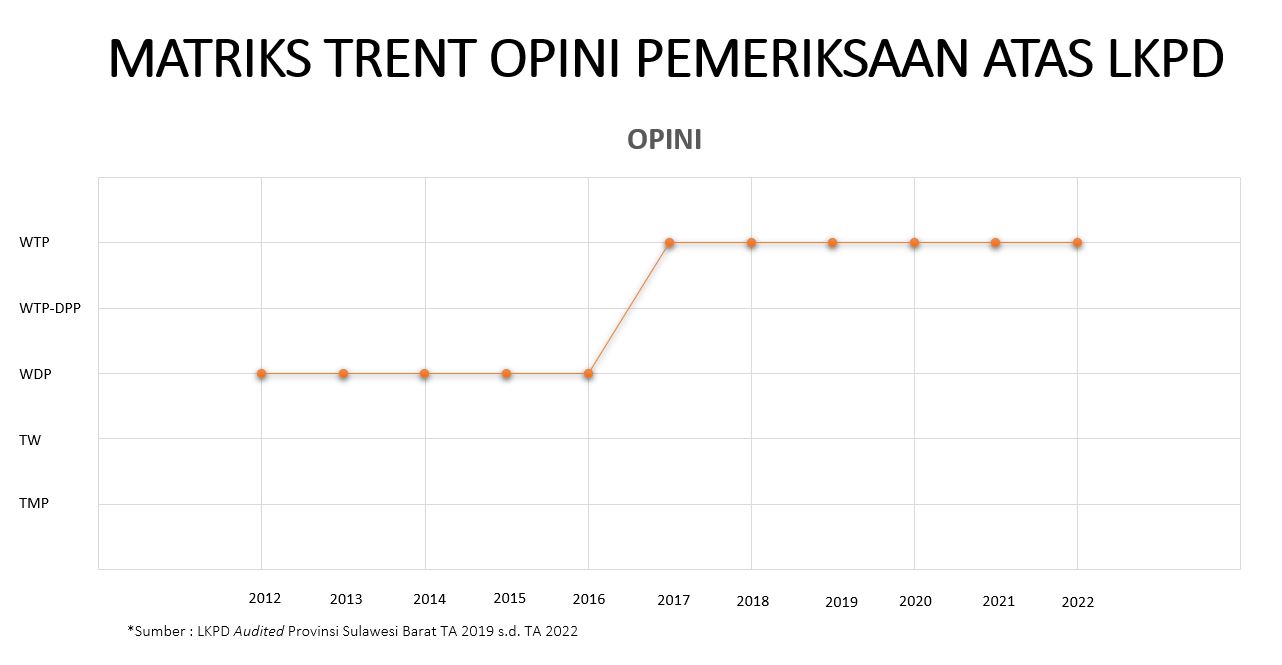 MATRIKS TRENT OPINI PEMERIKSAAN ATAS LKPD
OPINI
WTP
WTP-DPP
WDP
TW
TMP
2012 2013 2014 2015 2016 2017 2018 2019 2020 2021 2022
*Sumber : LKPD Audited Provinsi Sulawesi Barat TA 2019 s.d. TA 2022